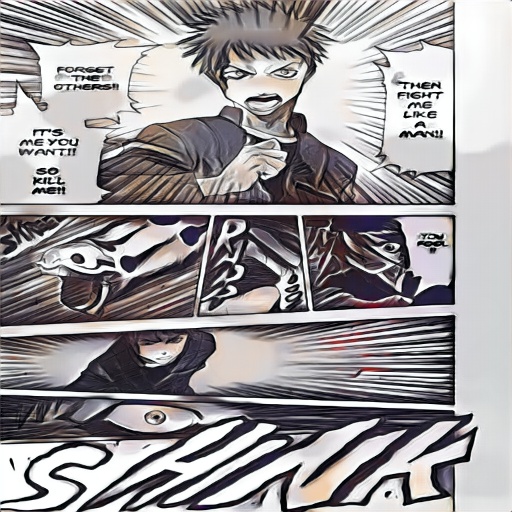 FORGET
THE
OTHERS!!
IT'S
ME YOU
WANT!!
SO
KILL
ME!!
THEN
FIGHT
ME
LIKE
A
MAN!!
YOU
FOOL
!!
SHINK